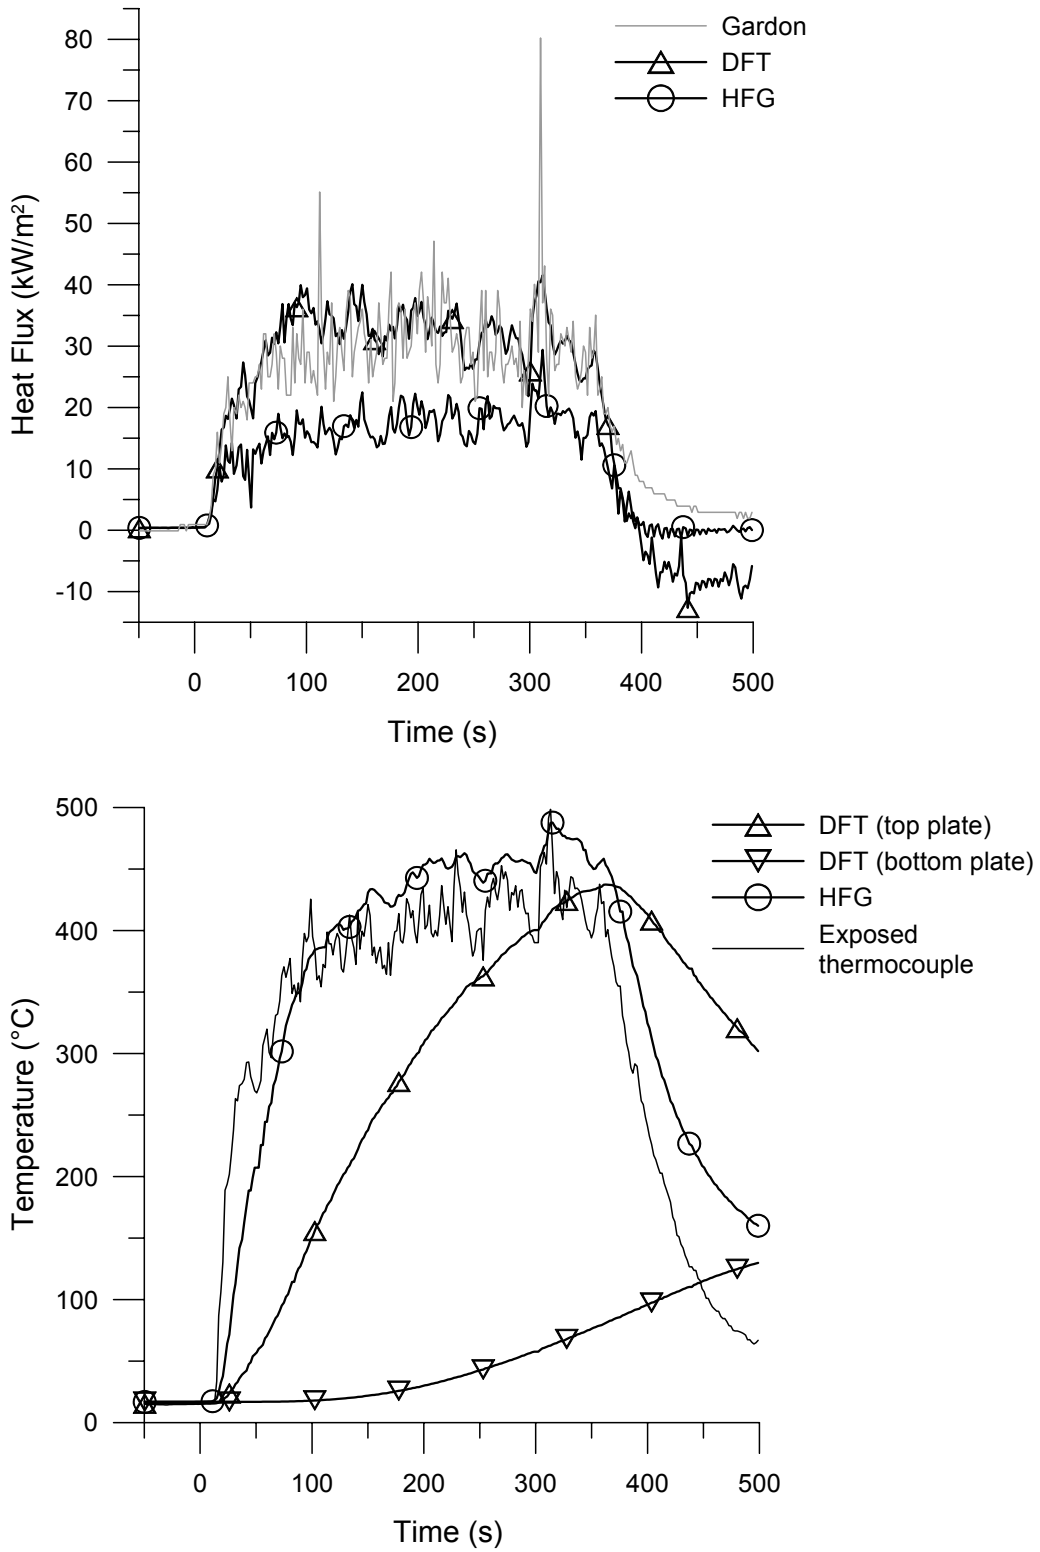 80
70
60
50
40
30
20
10
0
-10
Heat Flux (kW/m²)
Gardon
DFT
HFG
0 100 200 300 400 500
Time (s)
500
400
300
200
100
0
Temperature (°C)
DFT (top plate)
DFT (bottom plate)
HFG
Exposed
thermocouple
0 100 200 300 400 500
Time (s)